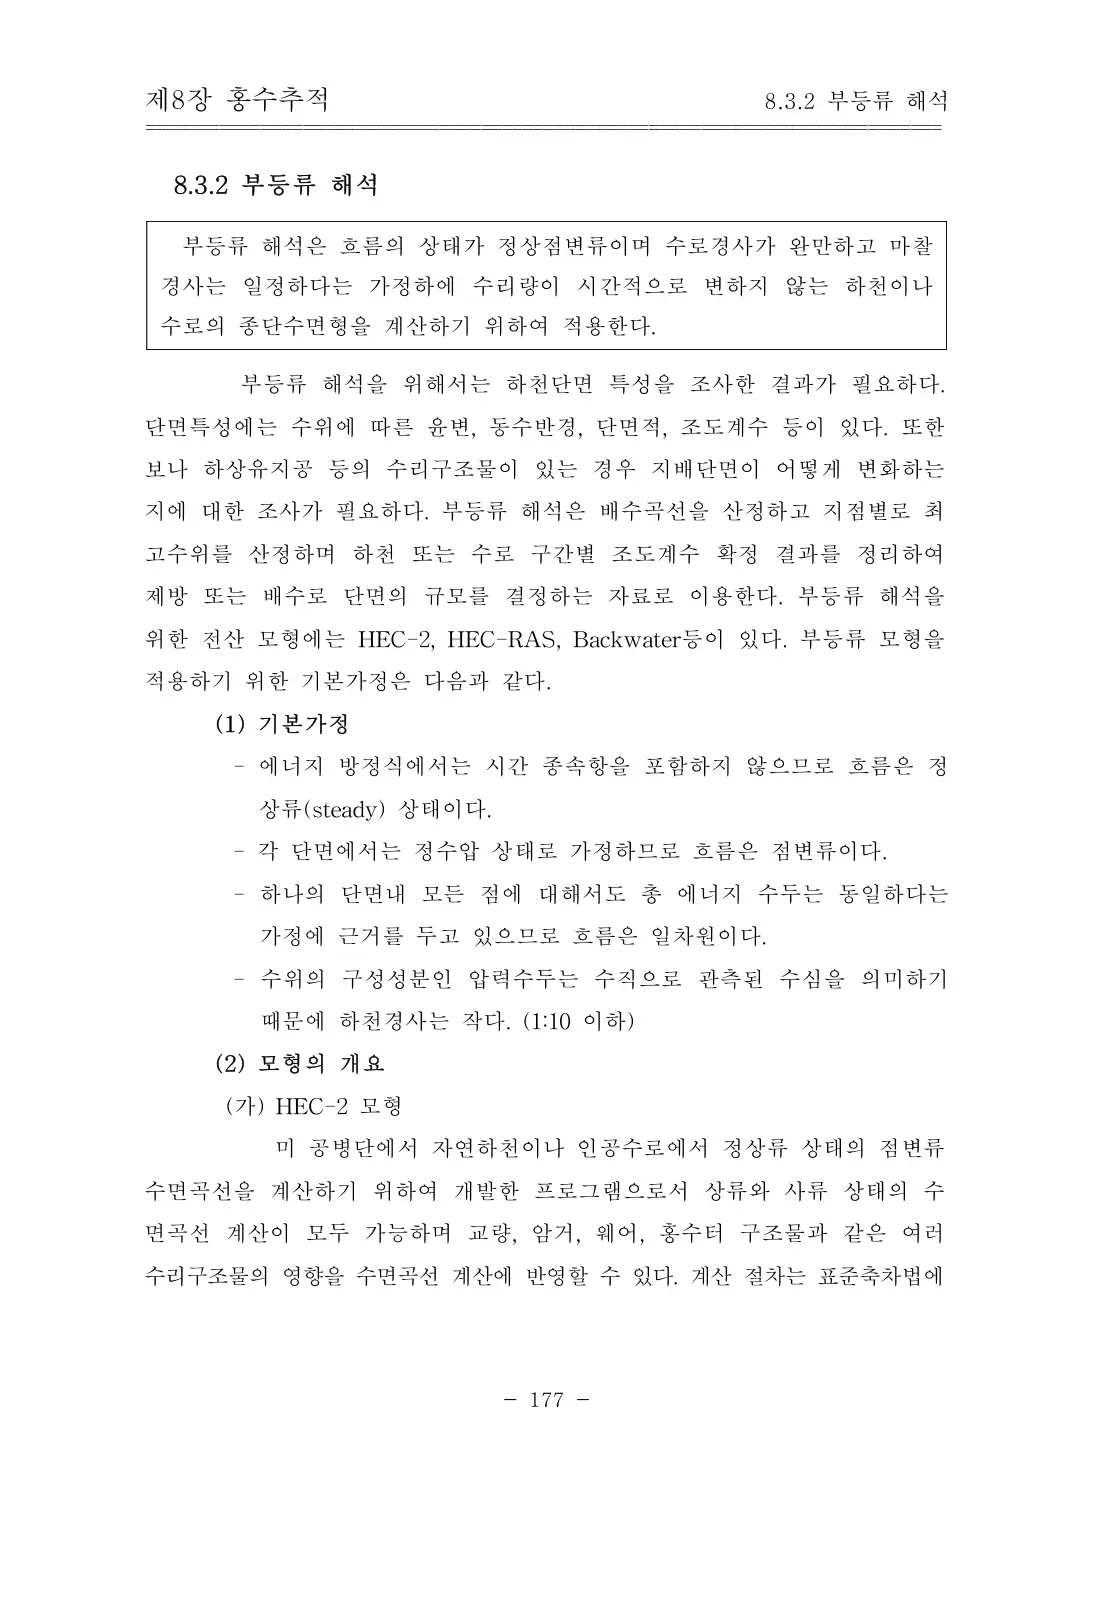 제8장 홍수추적 8.3.2 부등류 해석
==============================================================================
8.3.2 부등류 해석
부등류 해석은 흐름의 상태가 정상점변류이며 수로경사가 완만하고 마찰
경사는 일정하다는 가정하에 수리량이 시간적으로 변하지 않는 하천이나
수로의 종단수면형을 계산하기 위하여 적용한다.
부등류 해석을 위해서는 하천단면 특성을 조사한 결과가 필요하다.
단면특성에는 수위에 따른 윤변, 동수반경, 단면적, 조도계수 등이 있다. 또한
보나 하상유지공 등의 수리구조물이 있는 경우 지배단면이 어떻게 변화하는
지에 대한 조사가 필요하다. 부등류 해석은 배수곡선을 산정하고 지점별로 최
고수위를 산정하며 하천 또는 수로 구간별 조도계수 확정 결과를 정리하여
제방 또는 배수로 단면의 규모를 결정하는 자료로 이용한다. 부등류 해석을
위한 전산 모형에는 HEC-2, HEC-RAS, Backwater등이 있다. 부등류 모형을
적용하기 위한 기본가정은 다음과 같다.
(1) 기본가정
- 에너지 방정식에서는 시간 종속항을 포함하지 않으므로 흐름은 정
상류(steady) 상태이다.
- 각 단면에서는 정수압 상태로 가정하므로 흐름은 점변류이다.
- 하나의 단면내 모든 점에 대해서도 총 에너지 수두는 동일하다는
가정에 근거를 두고 있으므로 흐름은 일차원이다.
- 수위의 구성성분인 압력수두는 수직으로 관측된 수심을 의미하기
때문에 하천경사는 작다. (1:10 이하)
(2) 모형의 개요
(가) HEC-2 모형
미 공병단에서 자연하천이나 인공수로에서 정상류 상태의 점변류
수면곡선을 계산하기 위하여 개발한 프로그램으로서 상류와 사류 상태의 수
면곡선 계산이 모두 가능하며 교량, 암거, 웨어, 홍수터 구조물과 같은 여러
수리구조물의 영향을 수면곡선 계산에 반영할 수 있다. 계산 절차는 표준축차법에
- 177 -